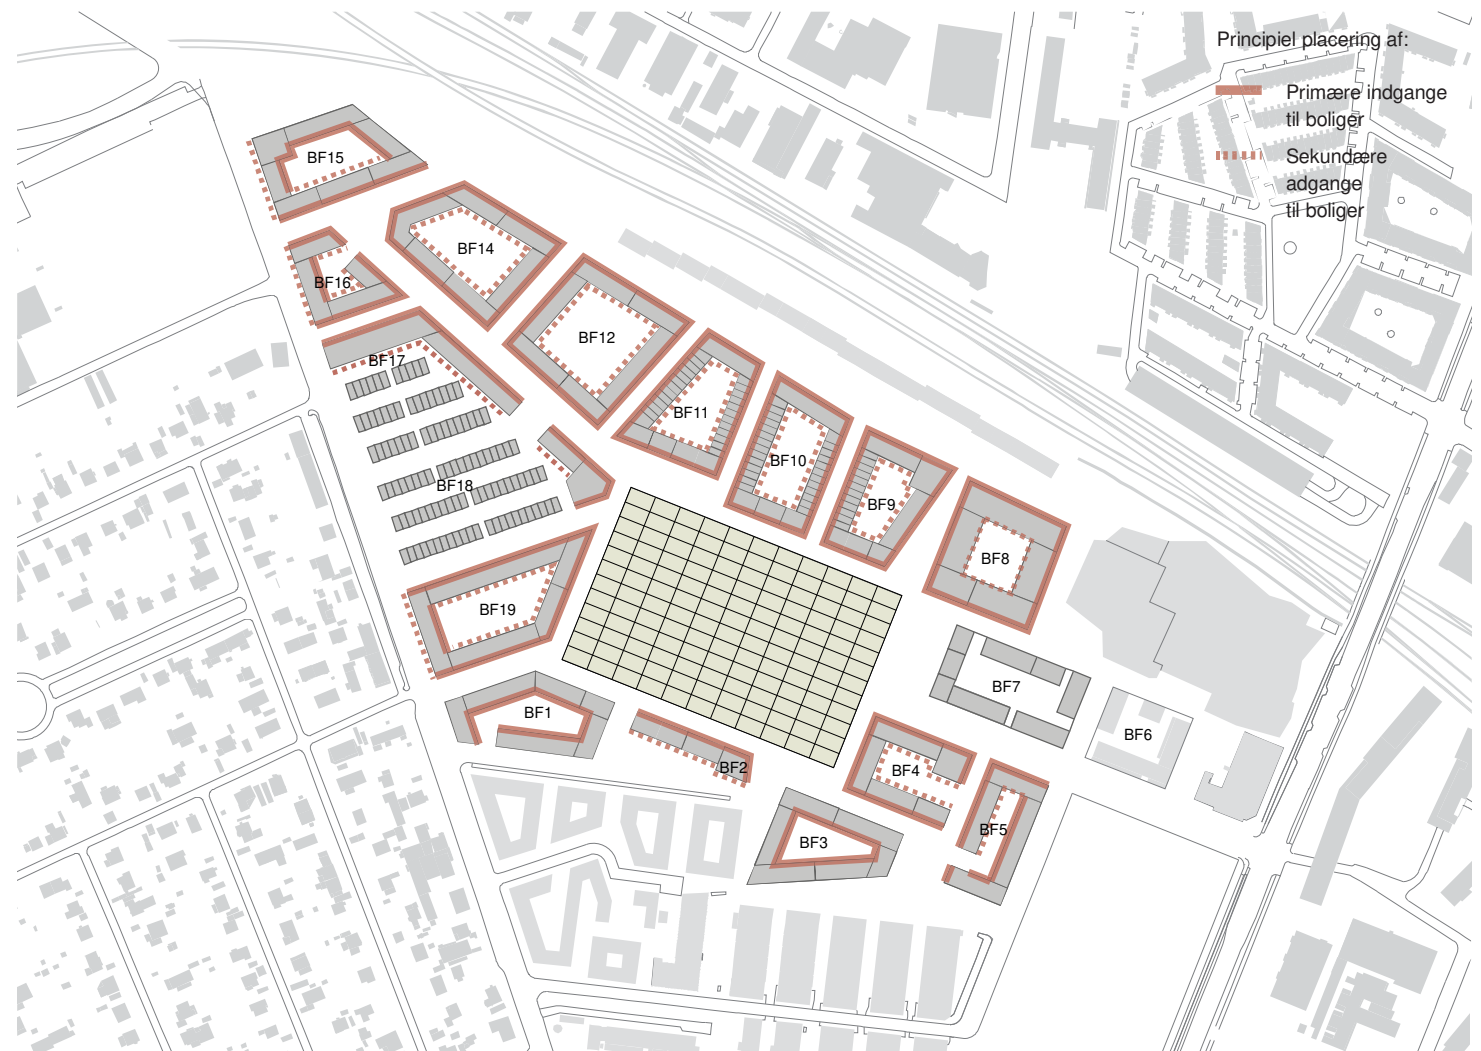 Principiel placering af:
Primære indgange
til boliger
Sekundære
adgange
til boliger
BF15
BF14
BF16
BF12
BF17
BF11
BF10
BF18
BF9
BF8
BF19
BF7
BF1
BF6
BF2
BF4
BF5
BF3